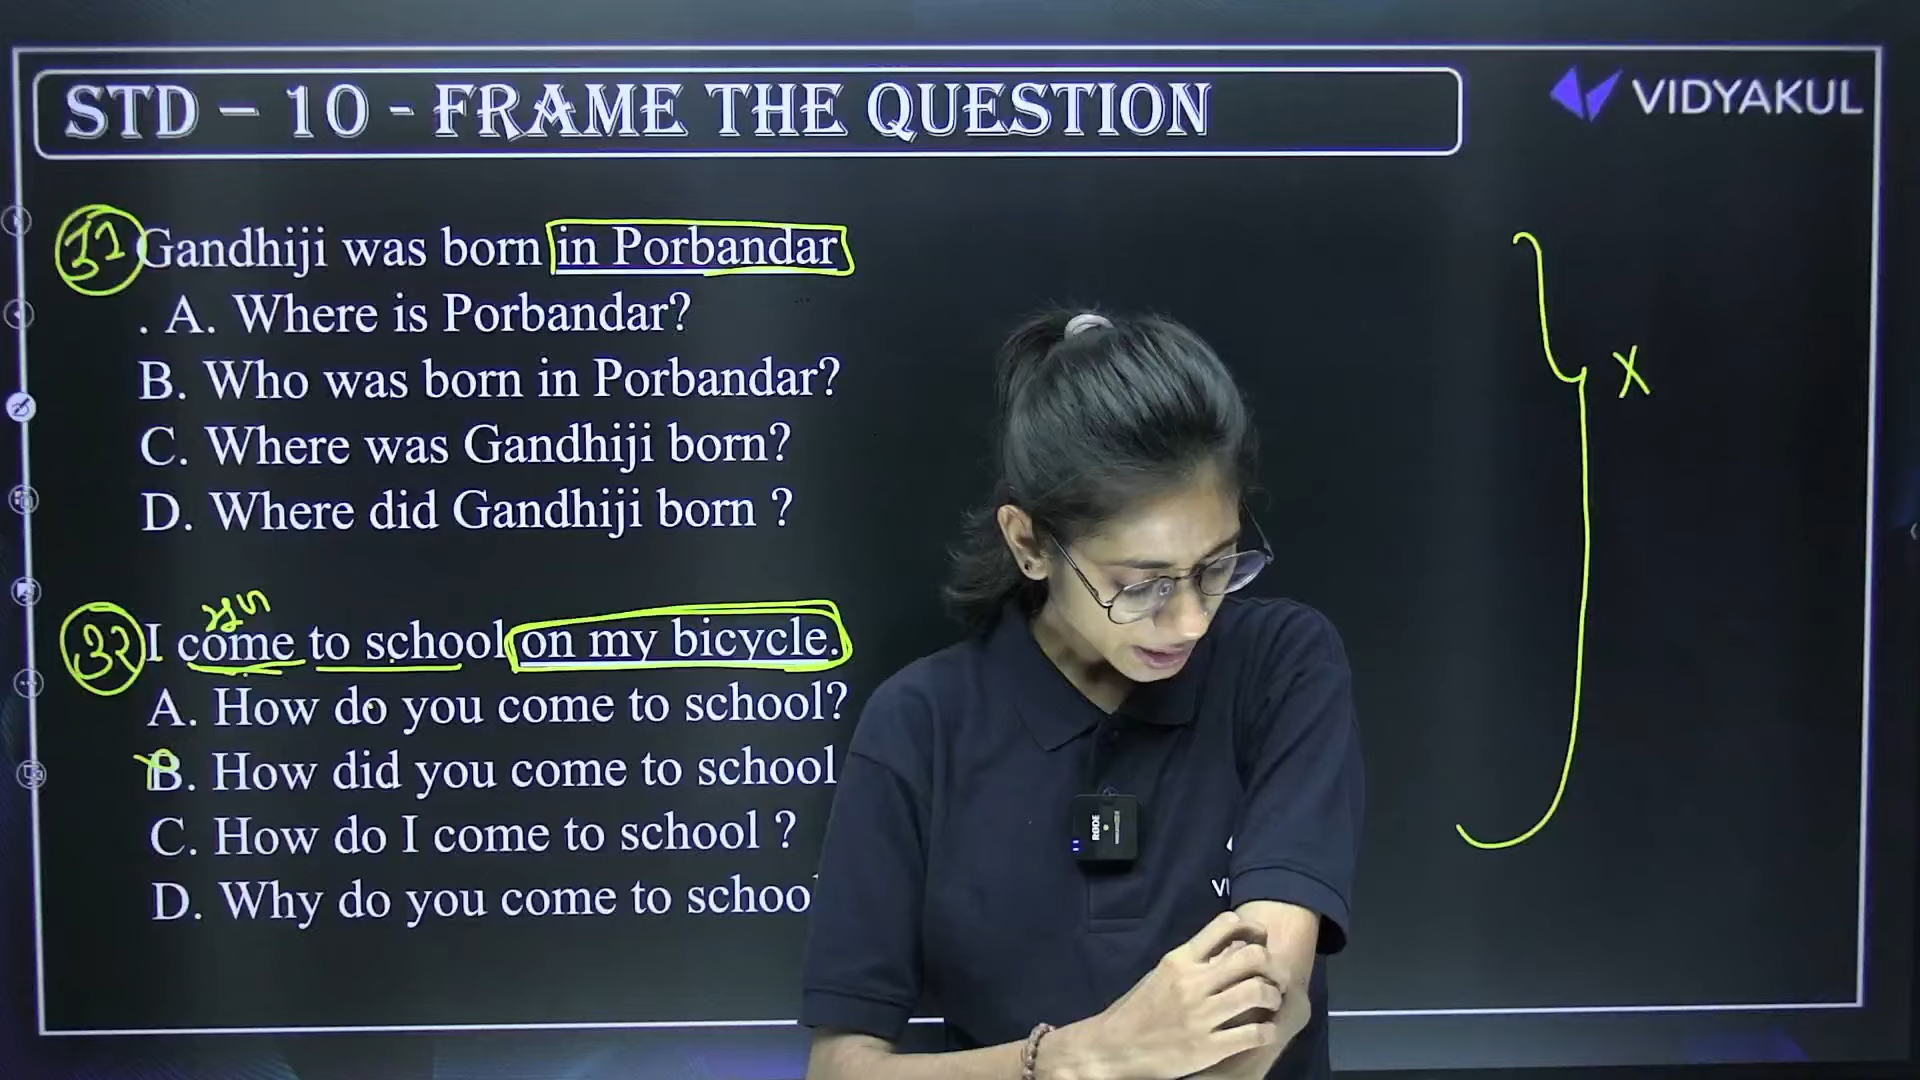 STD – 10 - FRAME THE QUESTION
VIDYAKUL
Gandhiji was born in Porbandar
. A. Where is Porbandar?
B. Who was born in Porbandar?
C. Where was Gandhiji born?
D. Where did Gandhiji born ?
X
I come to school on my bicycle.
A. How do you come to school?
B. How did you come to school
C. How do I come to school ?
D. Why do you come to schoo
RØDE